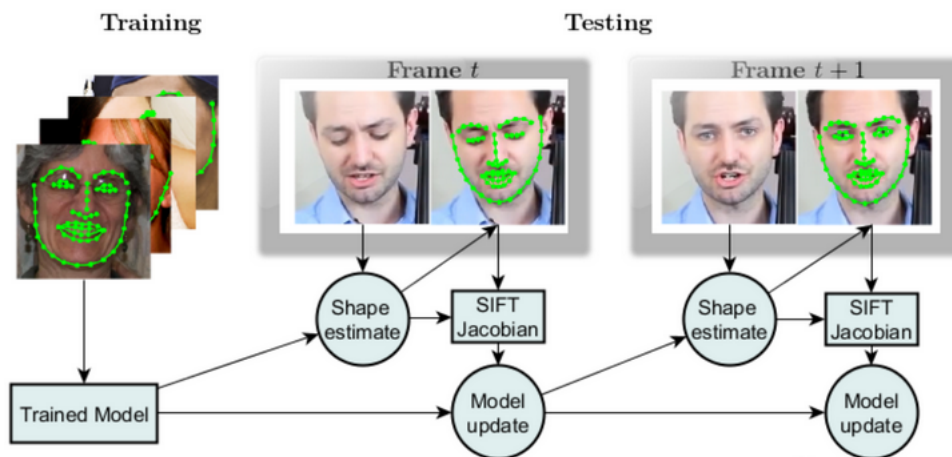 Training
Testing
Frame t
Frame t + 1
Shape
estimate
SIFT
Jacobian
Shape
estimate
SIFT
Jacobian
Trained Model
Model
update
Model
update